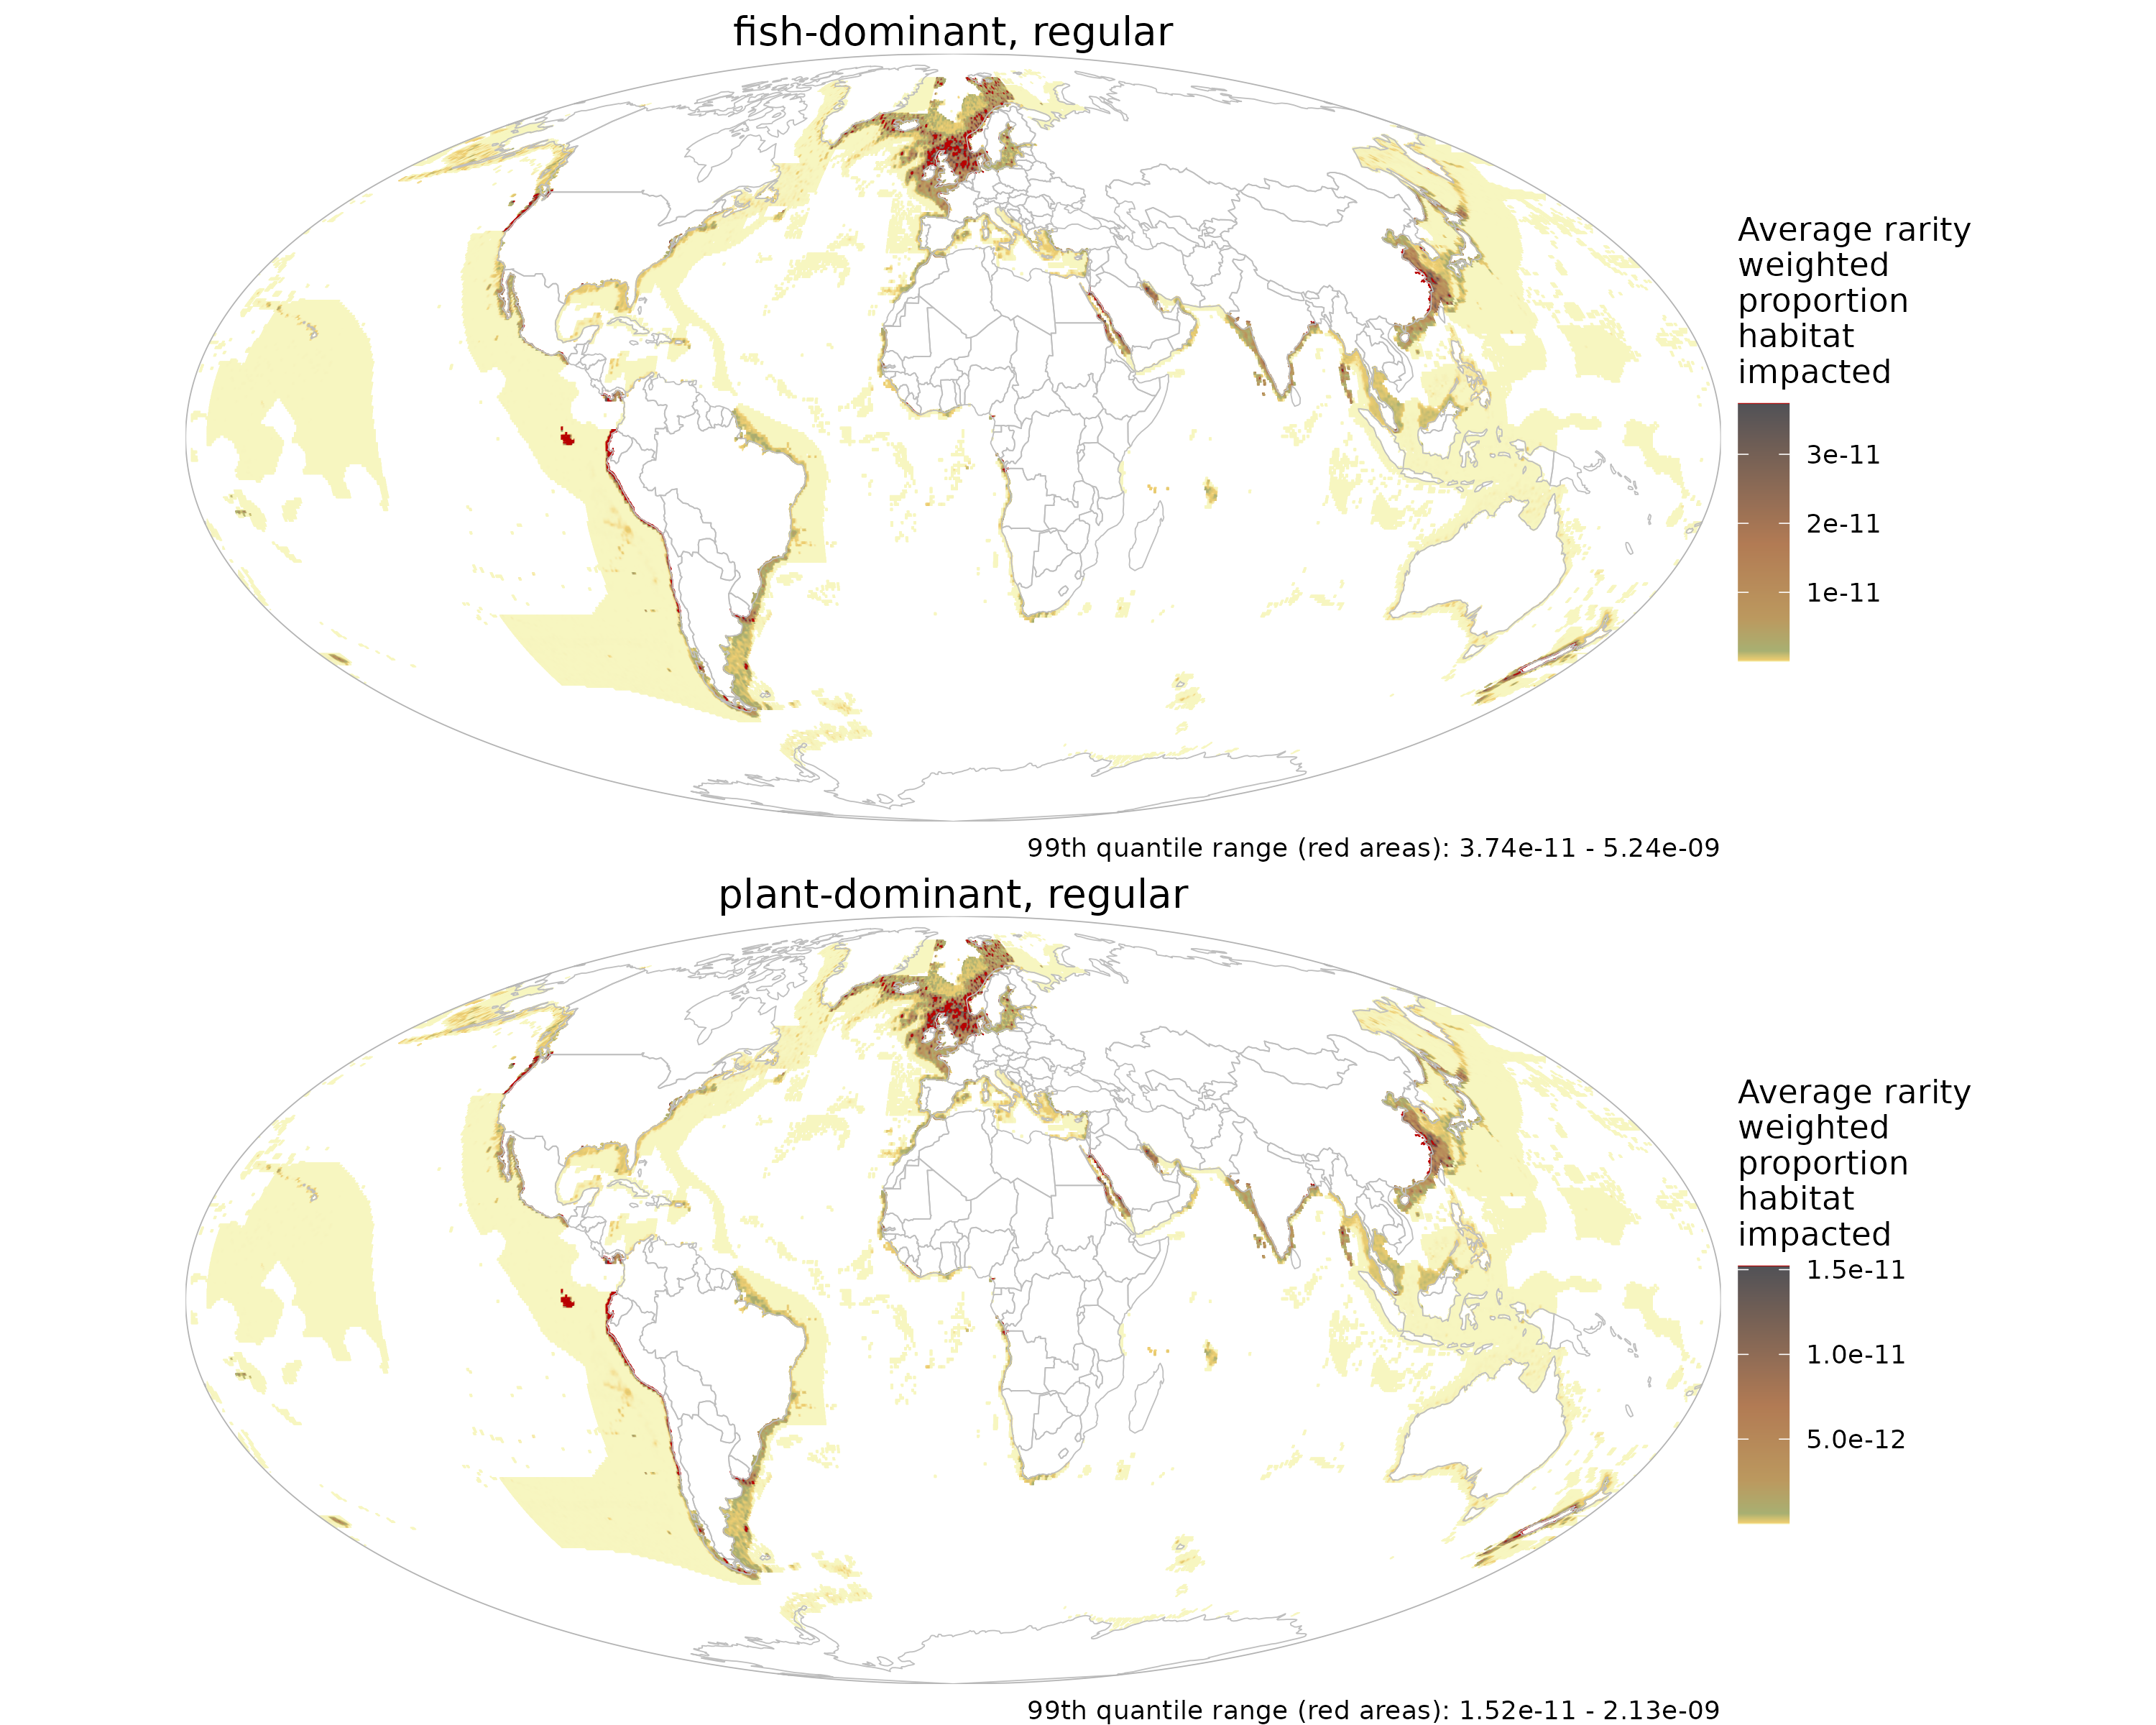 fish-dominant, regular
Average rarity
weighted
proportion
habitat
impacted
3e-11
2e-11
1e-11
99th quantile range (red areas): 3.74e-11 - 5.24e-09
plant-dominant, regular
Average rarity
weighted
proportion
habitat
impacted
1.5e-11
1.0e-11
5.0e-12
99th quantile range (red areas): 1.52e-11 - 2.13e-09